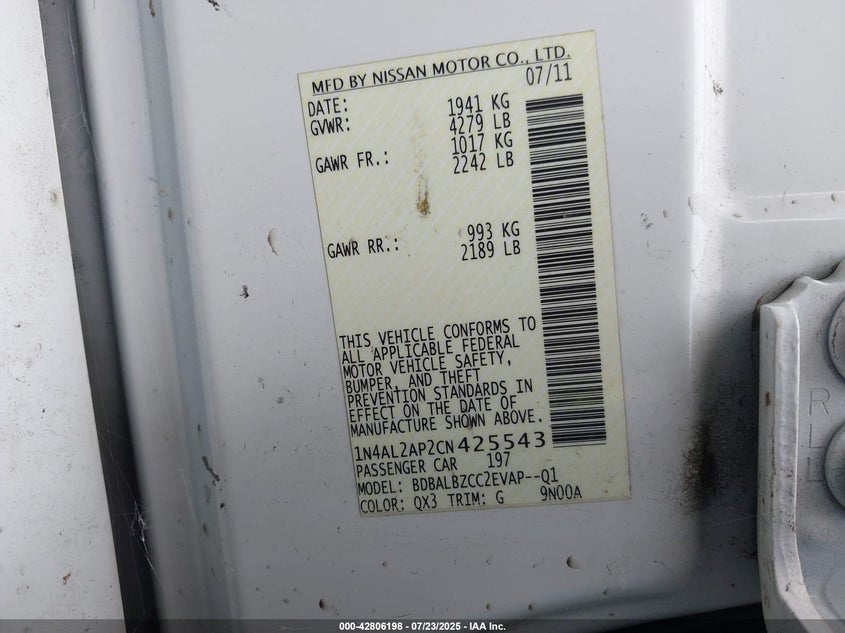 MFD BY NISSAN MOTOR CO., LTD.
DATE: 07/11
GVWR: 1941 KG
4279 LB
GAWR FR.: 1017 KG
2242 LB
GAWR RR.: 993 KG
2189 LB
THIS VEHICLE CONFORMS TO
ALL APPLICABLE FEDERAL
MOTOR VEHICLE SAFETY,
BUMPER, AND THEFT
PREVENTION STANDARDS IN
EFFECT ON THE DATE OF
MANUFACTURE SHOWN ABOVE.
1N4AL2AP2CN425543
PASSENGER CAR 197
MODEL: BDBALBZCC2EVAP--Q1
COLOR: QX3 TRIM: G 9N00A
000-42806198 - 07/23/2025 - IAA Inc.